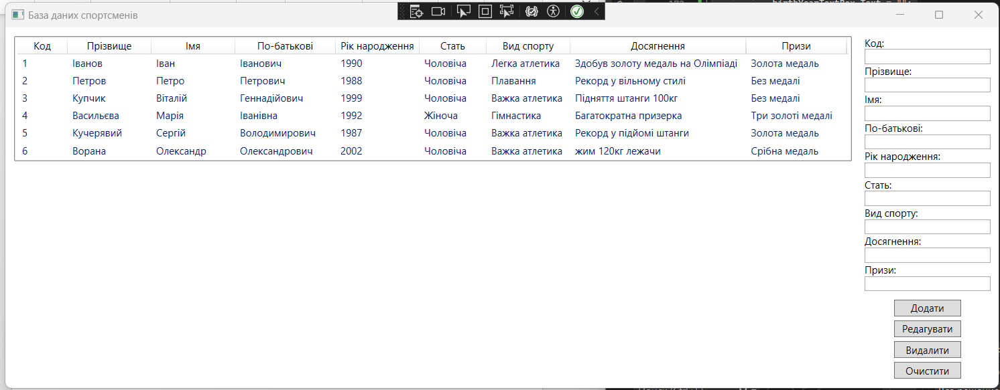 База даних спортсменів
Код Прізвище Імя По-батькові Рік народження Стать Вид спорту Досягнення Призи
1 Іванов Іван Іванович 1990 Чоловіча Легка атлетика Здобув золоту медаль на Олімпіаді Золота медаль
2 Петров Петро Петрович 1988 Чоловіча Плавання Рекорд у вільному стилі Без медалі
3 Купчик Віталій Геннадійович 1999 Чоловіча Важка атлетика Підняття штанги 100кг Без медалі
4 Васильєва Марія Іванівна 1992 Жіноча Гімнастика Багатократна призерка Три золоті медалі
5 Кучерявий Сергій Володимирович 1987 Чоловіча Важка атлетика Рекорд у підйомі штанги Золота медаль
6 Ворана Олександр Олександрович 2002 Чоловіча Важка атлетика жим 120кг лежачи Срібна медаль
Код:
Прізвище:
Імя:
По-батькові:
Рік народження:
Стать:
Вид спорту:
Досягнення:
Призи:
Додати
Редагувати
Видалити
Очистити